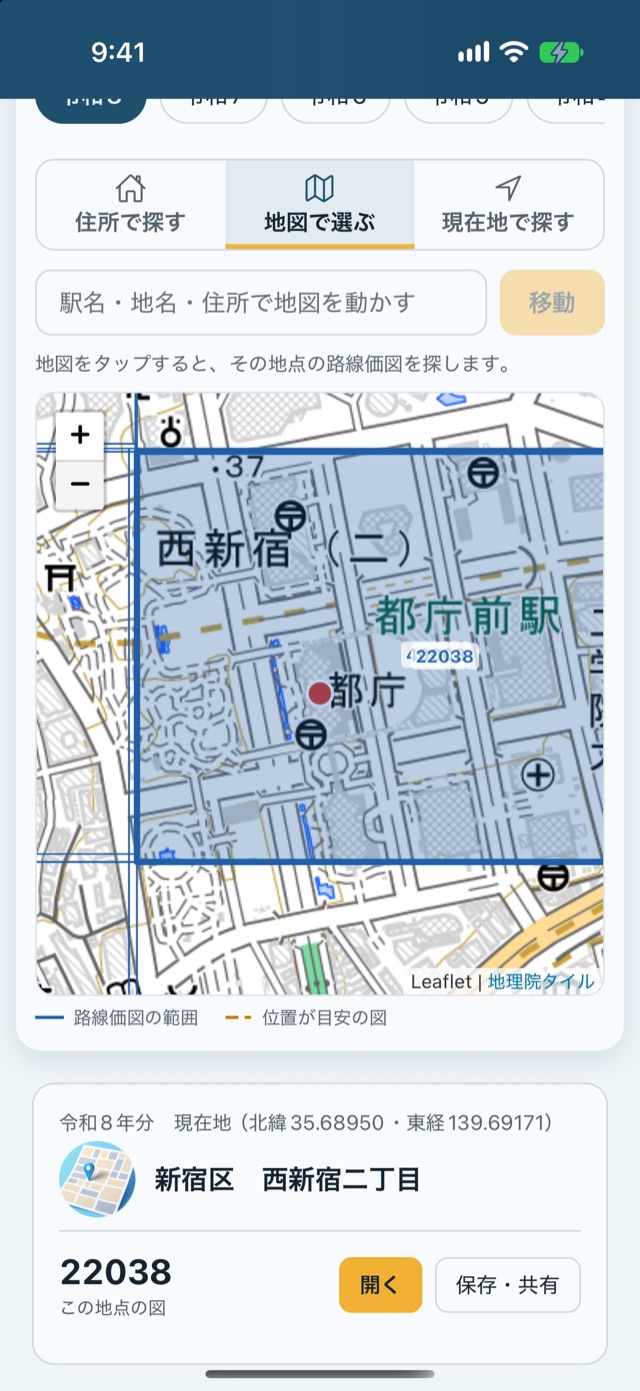 9:41
住所で探す
地図で選ぶ
現在地で探す
駅名・地名・住所で地図を動かす
移動
地図をタップすると、その地点の路線価図を探します。
+
−
・37
西新宿（二）
都庁前駅
22038
都庁
Leaflet | 地理院タイル
路線価図の範囲
位置が目安の図
令和８年分　現在地（北緯35.68950・東経139.69171）
新宿区　西新宿二丁目
22038
この地点の図
開く
保存・共有